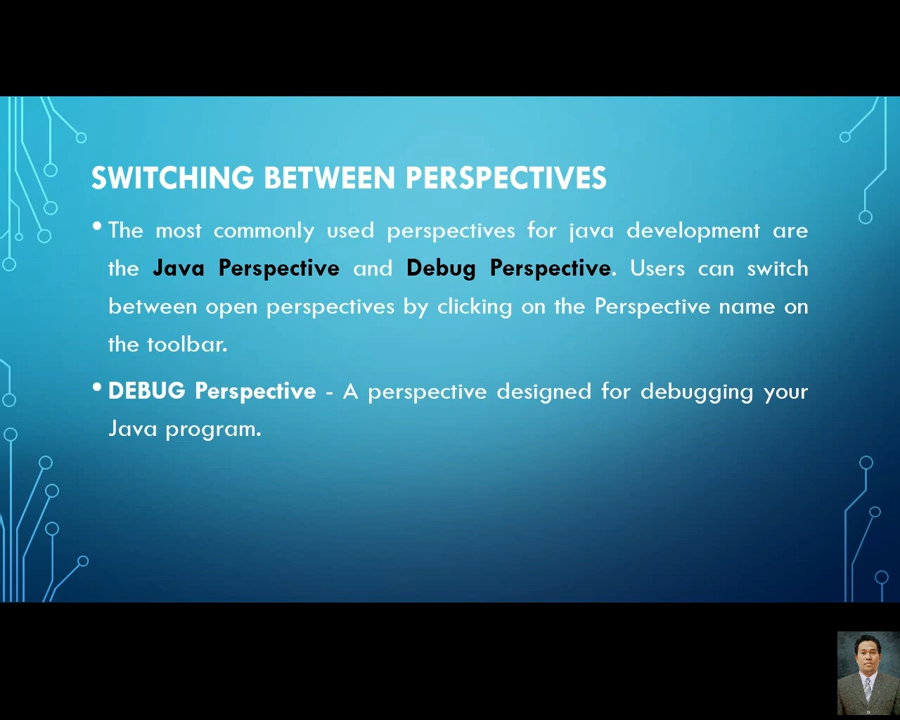 SWITCHING BETWEEN PERSPECTIVES
• The most commonly used perspectives for java development are
the Java Perspective and Debug Perspective. Users can switch
between open perspectives by clicking on the Perspective name on
the toolbar.
• DEBUG Perspective - A perspective designed for debugging your
Java program.